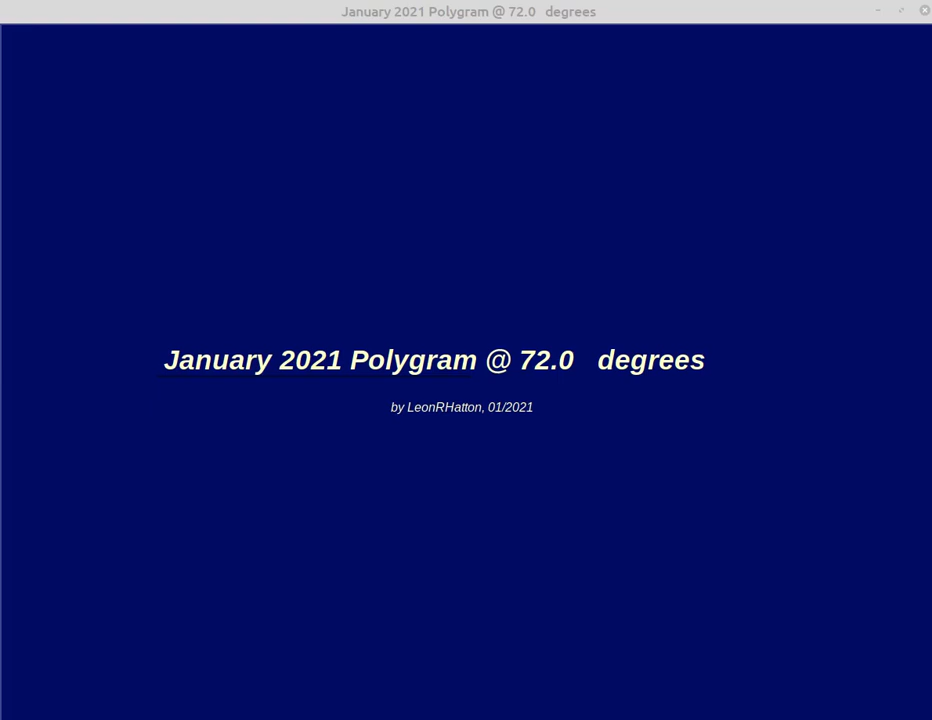 January 2021 Polygram @ 72.0   degrees
January 2021 Polygram @ 72.0   degrees
by LeonRHatton, 01/2021